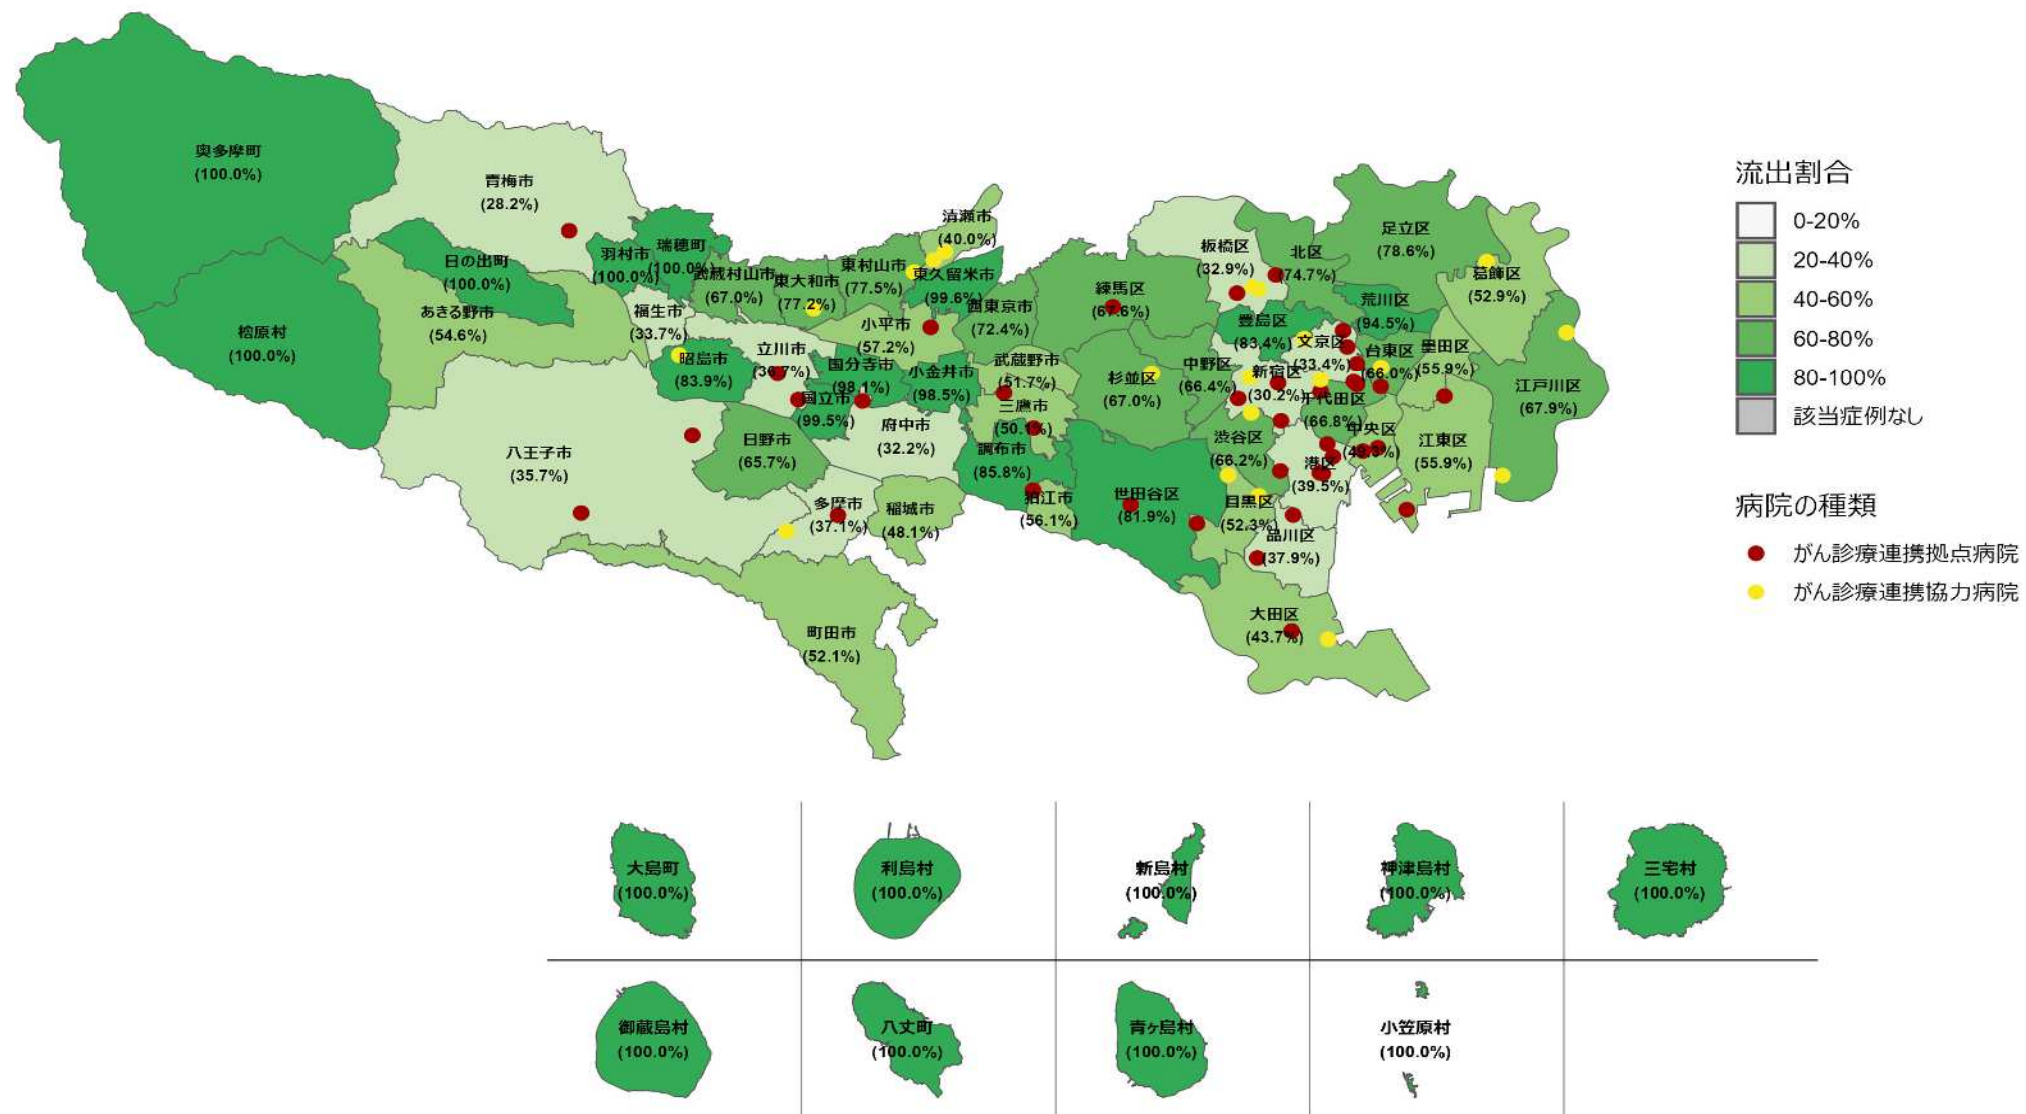 奥多摩町
(100.0%)
青梅市
(28.2%)
日の出町
(100.0%)
檜原村
(100.0%)
あきる野市
(54.6%)
羽村市
(100.0%)
瑞穂町
(100.0%)
福生市
(33.7%)
武蔵村山市
(67.0%)
東大和市
(77.2%)
東村山市
(77.5%)
清瀬市
(40.0%)
東久留米市
(99.6%)
西東京市
(72.4%)
小平市
(57.2%)
昭島市
(83.9%)
立川市
(36.7%)
国分寺市
(98.1%)
国立市
(99.5%)
小金井市
(98.5%)
武蔵野市
(51.7%)
三鷹市
(50.1%)
府中市
(32.2%)
調布市
(85.8%)
狛江市
(56.1%)
八王子市
(35.7%)
日野市
(65.7%)
多摩市
(37.1%)
稲城市
(48.1%)
町田市
(52.1%)
練馬区
(67.6%)
板橋区
(32.9%)
北区
(74.7%)
足立区
(78.6%)
葛飾区
(52.9%)
荒川区
(94.5%)
豊島区
(83.4%)
文京区
(33.4%)
台東区
(66.0%)
墨田区
(55.9%)
江戸川区
(67.9%)
杉並区
(67.0%)
中野区
(66.4%)
新宿区
(30.2%)
千代田区
(66.8%)
中央区
(49.3%)
江東区
(55.9%)
渋谷区
(66.2%)
港区
(39.5%)
世田谷区
(81.9%)
目黒区
(52.3%)
品川区
(37.9%)
大田区
(43.7%)
流出割合
0-20%
20-40%
40-60%
60-80%
80-100%
該当症例なし
病院の種類
がん診療連携拠点病院
がん診療連携協力病院
大島町
(100.0%)
利島村
(100.0%)
新島村
(100.0%)
神津島村
(100.0%)
三宅村
(100.0%)
御蔵島村
(100.0%)
八丈町
(100.0%)
青ヶ島村
(100.0%)
小笠原村
(100.0%)